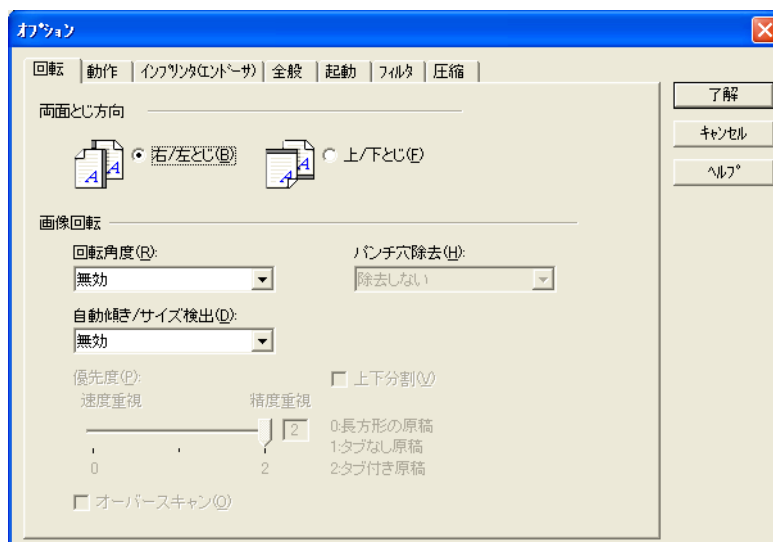 オプション
回転 動作 インプリンタ(エンドーサ) 全般 起動 フィルタ 圧縮
了解
キャンセル
ヘルプ
両面とじ方向
A A 右/左とじ(B) A A 上/下とじ(F)
画像回転
回転角度(R): パンチ穴除去(H):
無効 除去しない
自動傾き/サイズ検出(D):
無効
優先度(P): 上下分割(V)
速度重視 精度重視
2 0:長方形の原稿
1:タブなし原稿
0 2 2:タブ付き原稿
オーバースキャン(O)